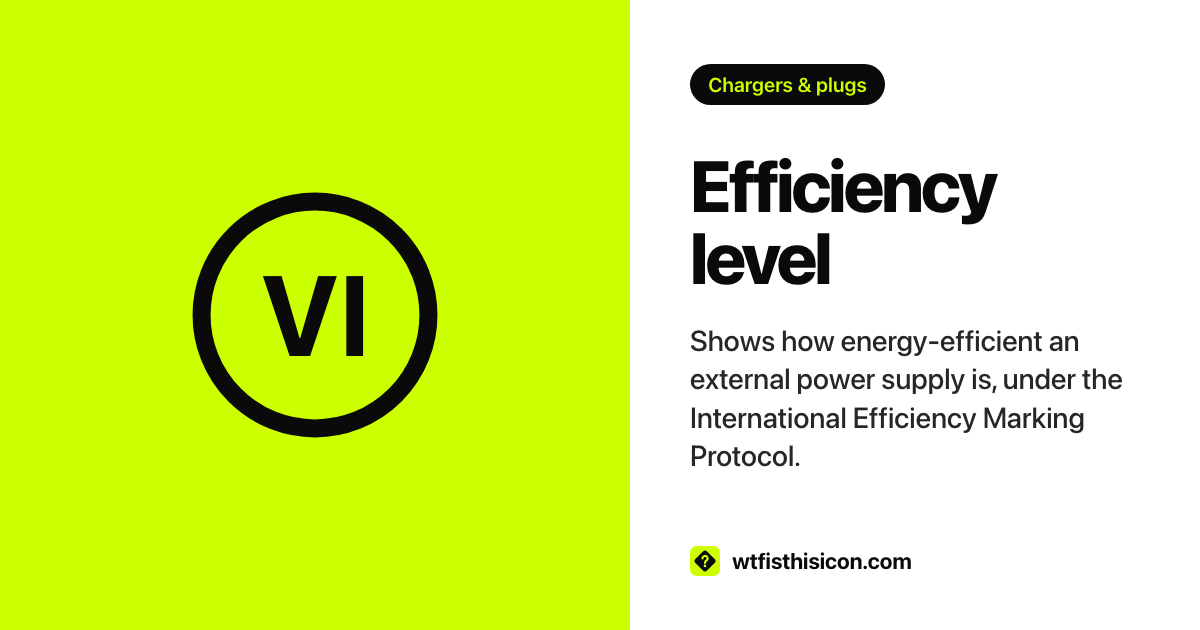 VI
Chargers & plugs
Efficiency
level
Shows how energy-efficient an
external power supply is, under the
International Efficiency Marking
Protocol.
?
wtfisthisicon.com